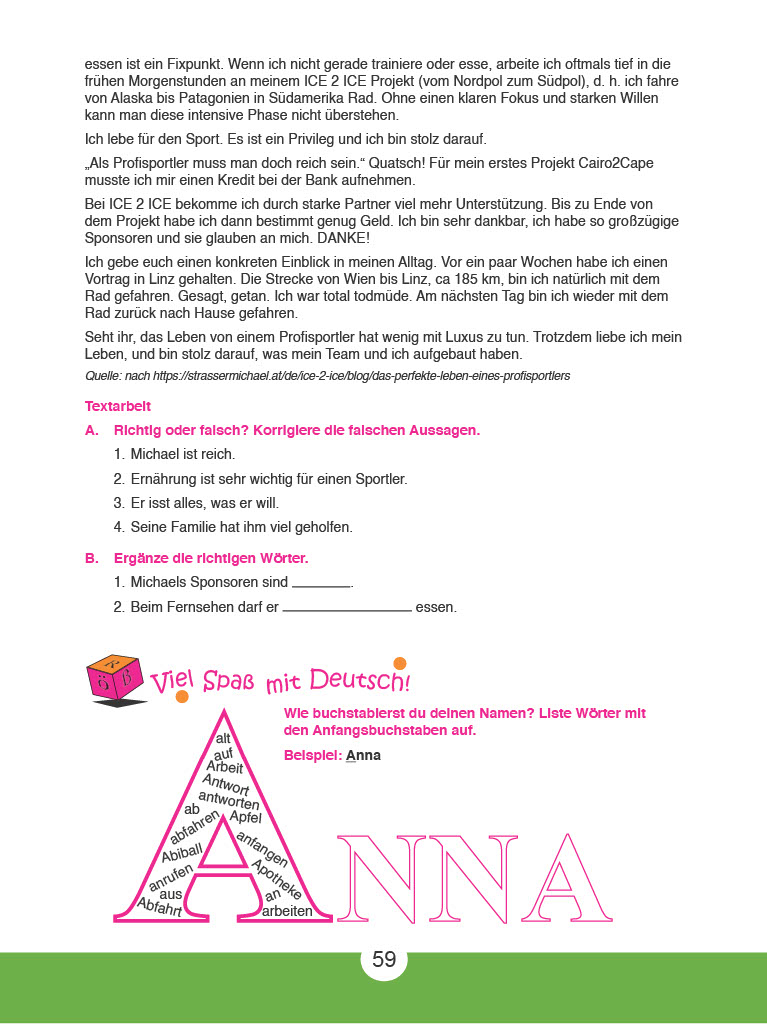 essen ist ein Fixpunkt. Wenn ich nicht gerade trainiere oder esse, arbeite ich oftmals tief in die
frühen Morgenstunden an meinem ICE 2 ICE Projekt (vom Nordpol zum Südpol), d. h. ich fahre
von Alaska bis Patagonien in Südamerika Rad. Ohne einen klaren Fokus und starken Willen
kann man diese intensive Phase nicht überstehen.
Ich lebe für den Sport. Es ist ein Privileg und ich bin stolz darauf.
„Als Profisportler muss man doch reich sein.“ Quatsch! Für mein erstes Projekt Cairo2Cape
musste ich mir einen Kredit bei der Bank aufnehmen.
Bei ICE 2 ICE bekomme ich durch starke Partner viel mehr Unterstützung. Bis zu Ende von
dem Projekt habe ich dann bestimmt genug Geld. Ich bin sehr dankbar, ich habe so großzügige
Sponsoren und sie glauben an mich. DANKE!
Ich gebe euch einen konkreten Einblick in meinen Alltag. Vor ein paar Wochen habe ich einen
Vortrag in Linz gehalten. Die Strecke von Wien bis Linz, ca 185 km, bin ich natürlich mit dem
Rad gefahren. Gesagt, getan. Ich war total todmüde. Am nächsten Tag bin ich wieder mit dem
Rad zurück nach Hause gefahren.
Seht ihr, das Leben von einem Profisportler hat wenig mit Luxus zu tun. Trotzdem liebe ich mein
Leben, und bin stolz darauf, was mein Team und ich aufgebaut haben.
Quelle: nach https://strassermichael.at/de/ice-2-ice/blog/das-perfekte-leben-eines-profisportlers
Textarbeit
A. Richtig oder falsch? Korrigiere die falschen Aussagen.
1. Michael ist reich.
2. Ernährung ist sehr wichtig für einen Sportler.
3. Er isst alles, was er will.
4. Seine Familie hat ihm viel geholfen.
B. Ergänze die richtigen Wörter.
1. Michaels Sponsoren sind ________.
2. Beim Fernsehen darf er __________________ essen.
Ä
Ö
ß
Viel Spaß mit Deutsch!
Wie buchstabierst du deinen Namen? Liste Wörter mit
den Anfangsbuchstaben auf.
Beispiel: Anna
alt
auf
Arbeit
Antwort
antworten
ab
Apfel
abfahren
anfangen
Abiball
Apotheke
anrufen
aus
an
Abfahrt
arbeiten
ANNA
59